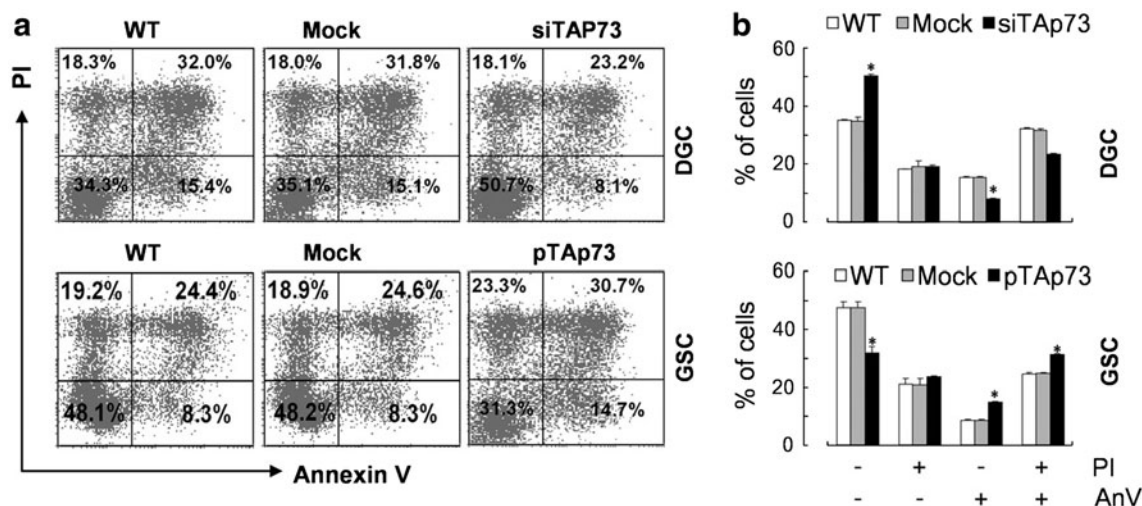 a
WT Mock siTAP73
PI
18.3% 32.0% 18.0% 31.8% 18.1% 23.2%
34.3% 15.4% 35.1% 15.1% 50.7% 8.1%
DGC
WT Mock pTAp73
19.2% 24.4% 18.9% 24.6% 23.3% 30.7%
48.1% 8.3% 48.2% 8.3% 31.3% 14.7%
GSC
Annexin V
b
WT Mock siTAp73
% of cells
60
40
20
0
*
*
DGC
WT Mock pTAp73
% of cells
60
40
20
0
*
*
*
GSC
- + - + PI
- - + + AnV